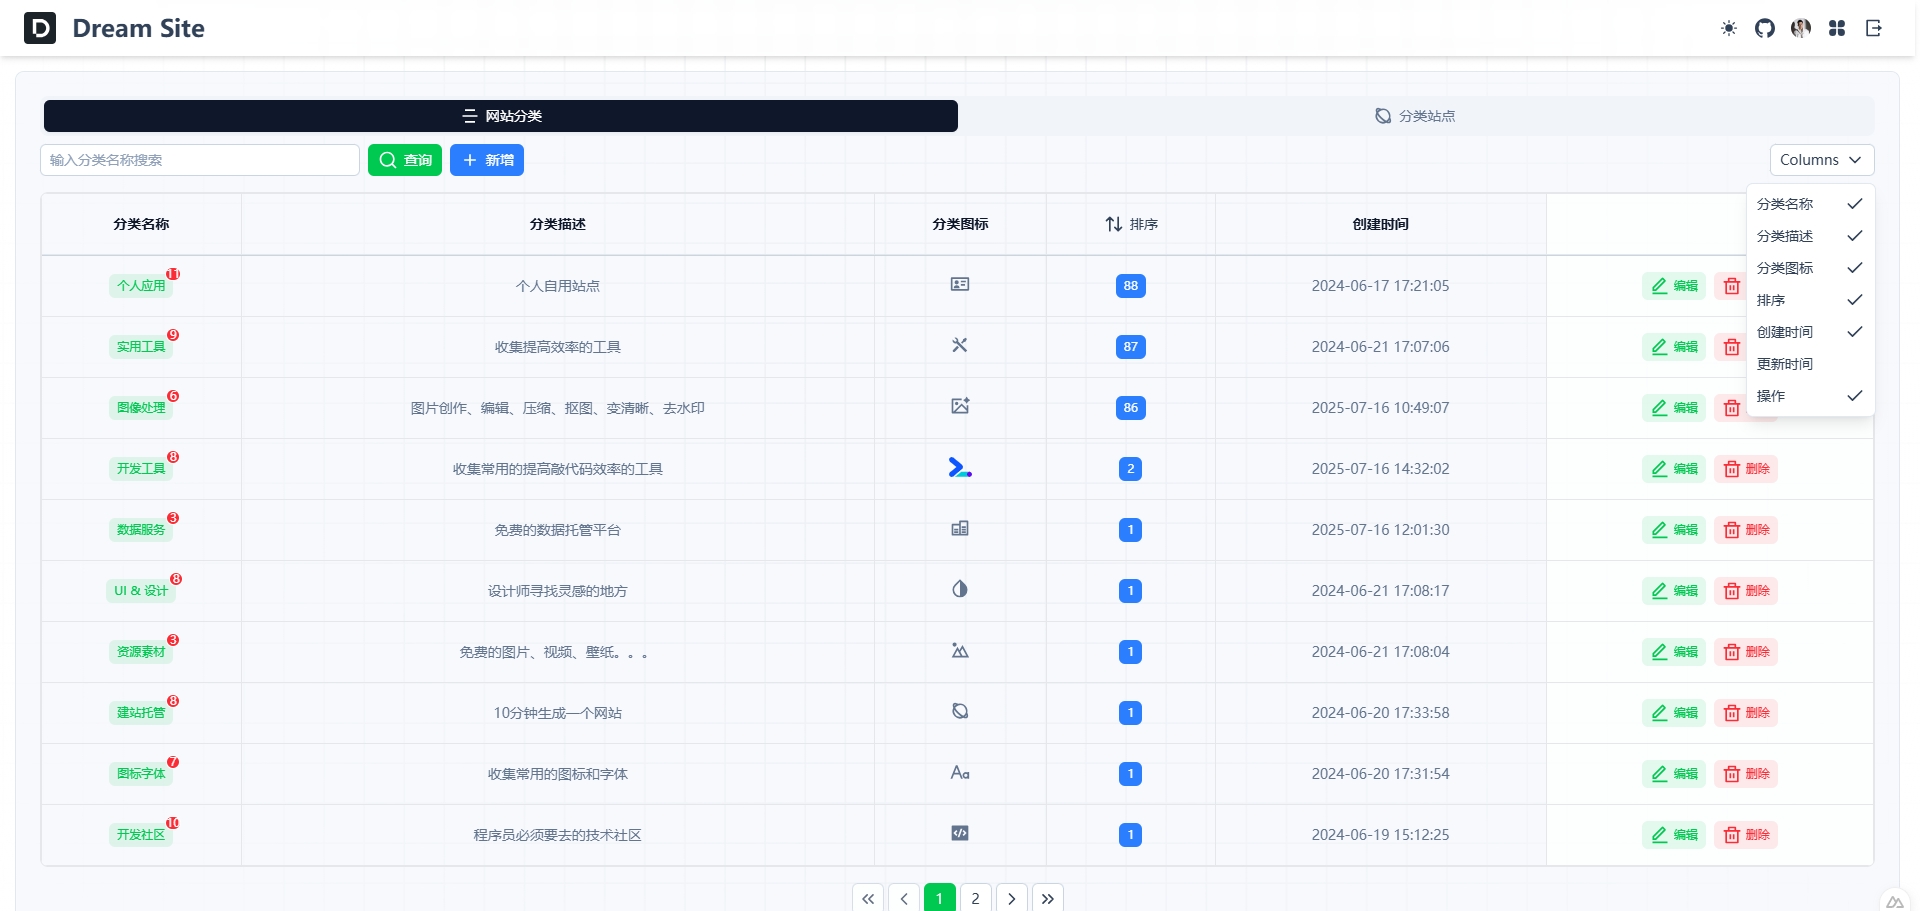 Dream Site
网站分类
分类站点
输入分类名称搜索
查询
新增
Columns
分类名称 分类描述 分类图标 排序 创建时间
分类名称
分类描述
分类图标
排序
创建时间
更新时间
操作
个人应用 11 个人自用站点 88 2024-06-17 17:21:05 编辑
实用工具 9 收集提高效率的工具 87 2024-06-21 17:07:06 编辑
图像处理 6 图片创作、编辑、压缩、抠图、变清晰、去水印 86 2025-07-16 10:49:07 编辑
开发工具 8 收集常用的提高敲代码效率的工具 2 2025-07-16 14:32:02 编辑 删除
数据服务 3 免费的数据托管平台 1 2025-07-16 12:01:30 编辑 删除
UI & 设计 8 设计师寻找灵感的地方 1 2024-06-21 17:08:17 编辑 删除
资源素材 3 免费的图片、视频、壁纸。。。 1 2024-06-21 17:08:04 编辑 删除
建站托管 8 10分钟生成一个网站 1 2024-06-20 17:33:58 编辑 删除
图标字体 7 收集常用的图标和字体 1 2024-06-20 17:31:54 编辑 删除
开发社区 10 程序员必须要去的技术社区 1 2024-06-19 15:12:25 编辑 删除
1 2